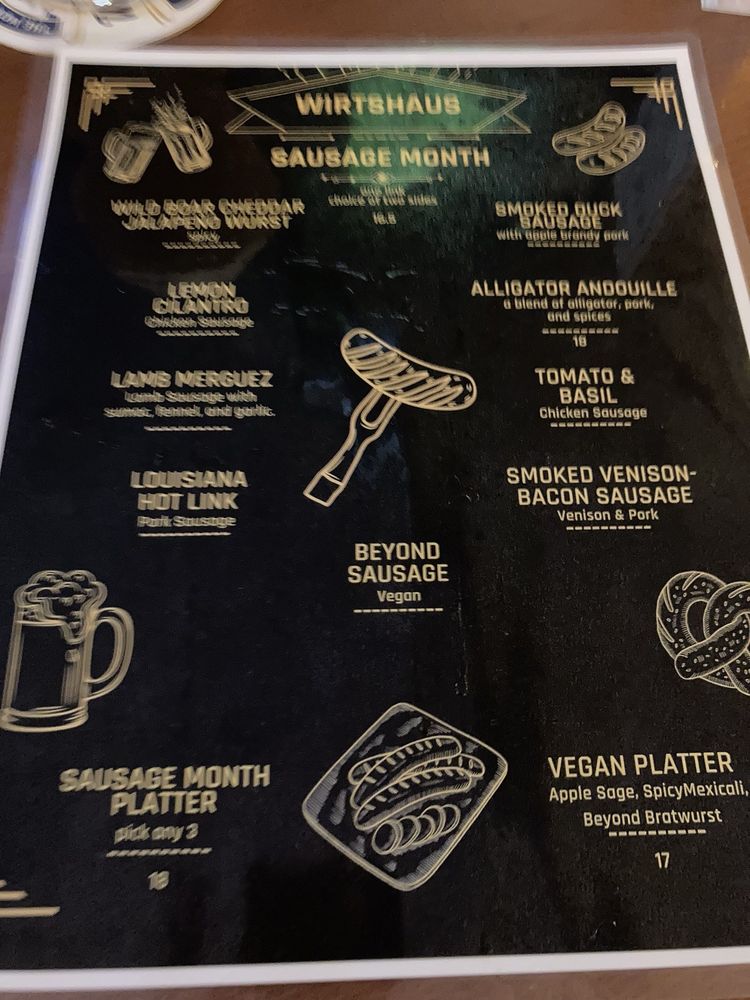 WIRTSHAUS
SAUSAGE MONTH
one link
choice of two sides
WILD BOAR CHEDDAR
JALAPENO WURST
spicy
LEMON
CILANTRO
Chicken Sausage
LAMB MERGUEZ
Lamb Sausage with
sumac, fennel, and garlic.
LOUISIANA
HOT LINK
Pork Sausage
SMOKED DUCK
SAUSAGE
with apple brandy pork
ALLIGATOR ANDOUILLE
a blend of alligator, pork,
and spices
18
TOMATO &
BASIL
Chicken Sausage
SMOKED VENISON-
BACON SAUSAGE
Venison & Pork
BEYOND
SAUSAGE
Vegan
SAUSAGE MONTH
PLATTER
pick any 3
VEGAN PLATTER
Apple Sage, SpicyMexicali,
Beyond Bratwurst
17